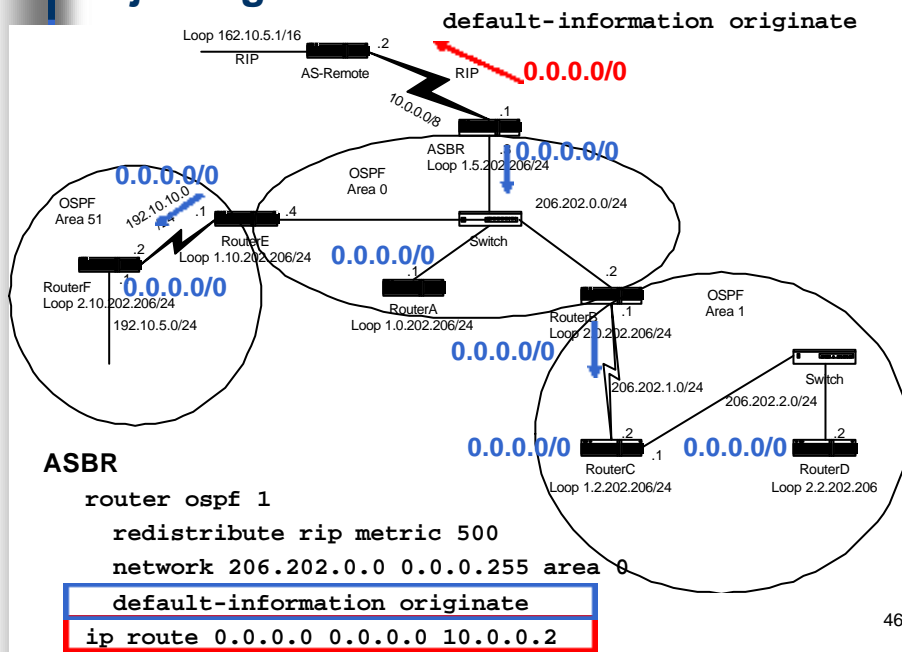 default-information originate
Loop 162.10.5.1/16
RIP
.2
AS-Remote
RIP
0.0.0.0/0
10.0.0.0/8
.1
ASBR
Loop 1.5.202.206/24
0.0.0.0/0
OSPF
Area 0
206.202.0.0/24
0.0.0.0/0
OSPF
Area 51
192.10.10.0
.1
.4
RouterE
Loop 1.10.202.206/24
Switch
.2
RouterF
Loop 2.10.202.206/24
.1
0.0.0.0/0
192.10.5.0/24
0.0.0.0/0
.1
RouterA
Loop 1.0.202.206/24
.2
RouterB
.1
Loop 2.0.202.206/24
OSPF
Area 1
0.0.0.0/0
206.202.1.0/24
Switch
206.202.2.0/24
0.0.0.0/0
.2
.1
RouterC
Loop 1.2.202.206/24
0.0.0.0/0
.2
RouterD
Loop 2.2.202.206
ASBR
router ospf 1
redistribute rip metric 500
network 206.202.0.0 0.0.0.255 area 0
default-information originate
ip route 0.0.0.0 0.0.0.0 10.0.0.2
46